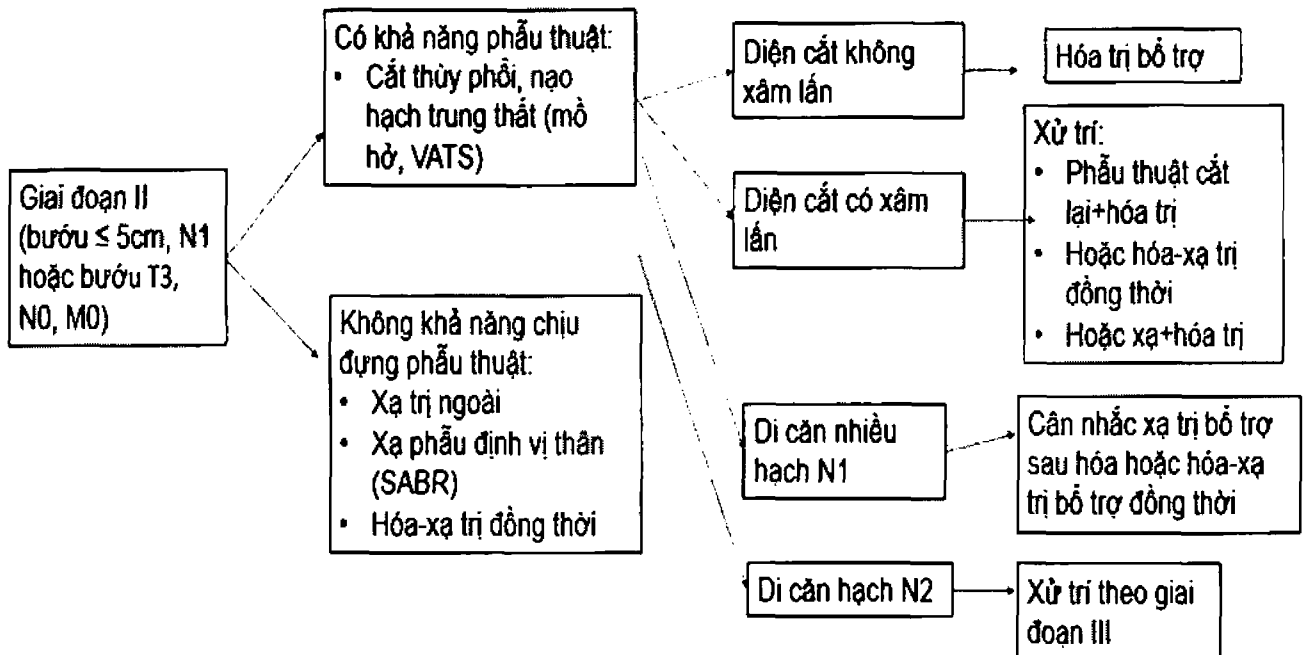 Giai đoạn II
(bướu ≤ 5cm, N1
hoặc bướu T3,
N0, M0)
Có khả năng phẫu thuật:
• Cắt thùy phổi, nạo
hạch trung thất (mổ
hở, VATS)
Không khả năng chịu
đựng phẫu thuật:
• Xạ trị ngoài
• Xạ phẫu định vị thân
(SABR)
• Hóa-xạ trị đồng thời
Diện cắt không
xâm lấn
Hóa trị bổ trợ
Diện cắt có xâm
lấn
Xử trí:
• Phẫu thuật cắt
lại+hóa trị
• Hoặc hóa-xạ trị
đồng thời
• Hoặc xạ+hóa trị
Di căn nhiều
hạch N1
Cân nhắc xạ trị bổ trợ
sau hóa hoặc hóa-xạ
trị bổ trợ đồng thời
Di căn hạch N2
Xử trí theo giai
đoạn III